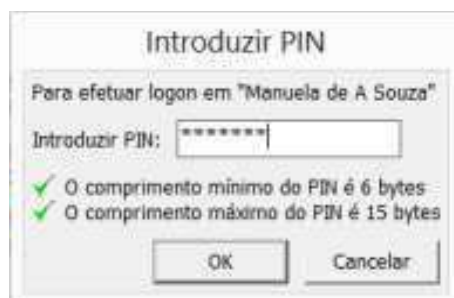 Introduzir PIN
Para efetuar logon em "Manuela de A Souza"
Introduzir PIN: *******
O comprimento mínimo do PIN é 6 bytes
O comprimento máximo do PIN é 15 bytes
OK Cancelar